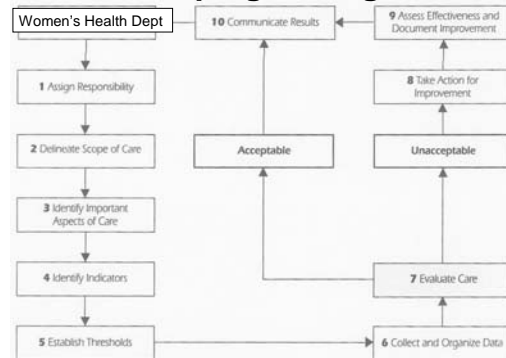 Women's Health Dept
10 Communicate Results
9 Assess Effectiveness and
Document Improvement
1 Assign Responsibility
8 Take Action for
Improvement
2 Delineate Scope of Care
Acceptable
Unacceptable
3 Identify Important
Aspects of Care
4 Identify Indicators
7 Evaluate Care
5 Establish Thresholds
6 Collect and Organize Data